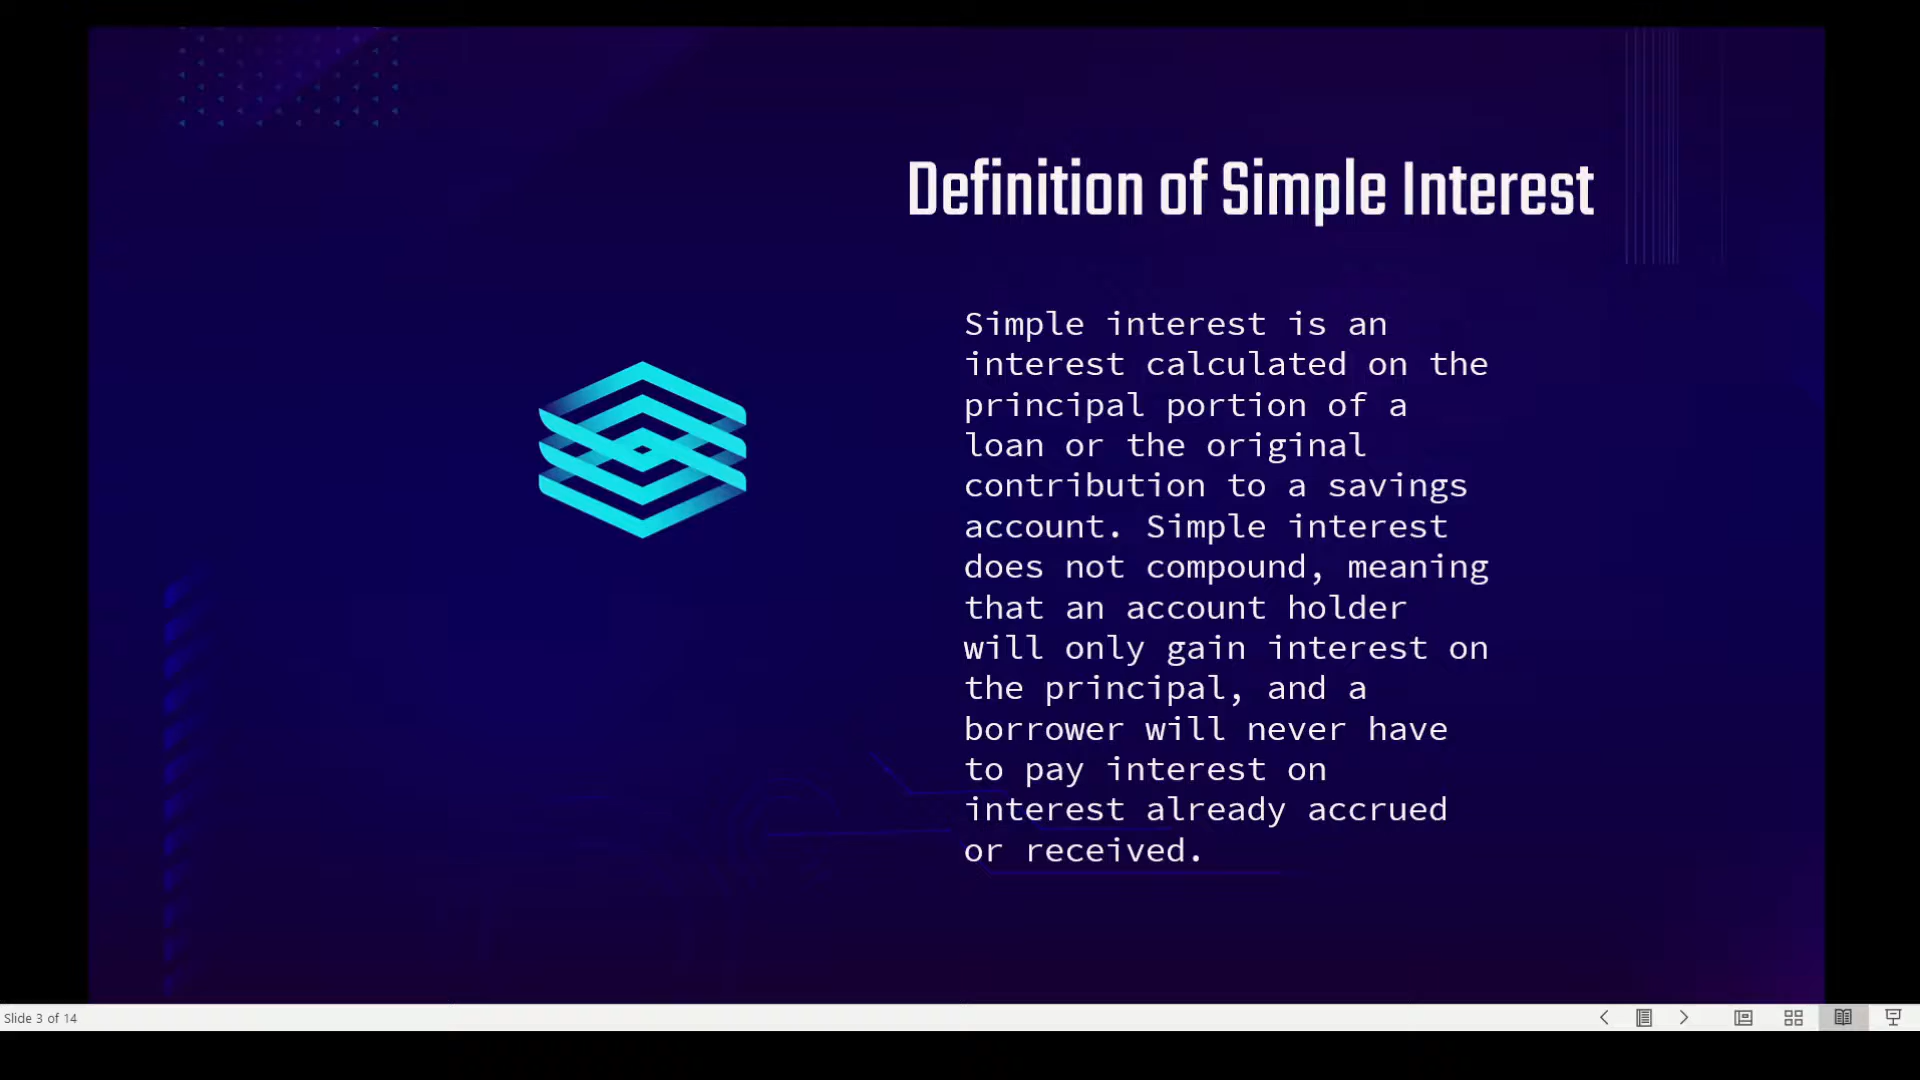 Definition of Simple Interest
Simple interest is an
interest calculated on the
principal portion of a
loan or the original
contribution to a savings
account. Simple interest
does not compound, meaning
that an account holder
will only gain interest on
the principal, and a
borrower will never have
to pay interest on
interest already accrued
or received.
Slide 3 of 14